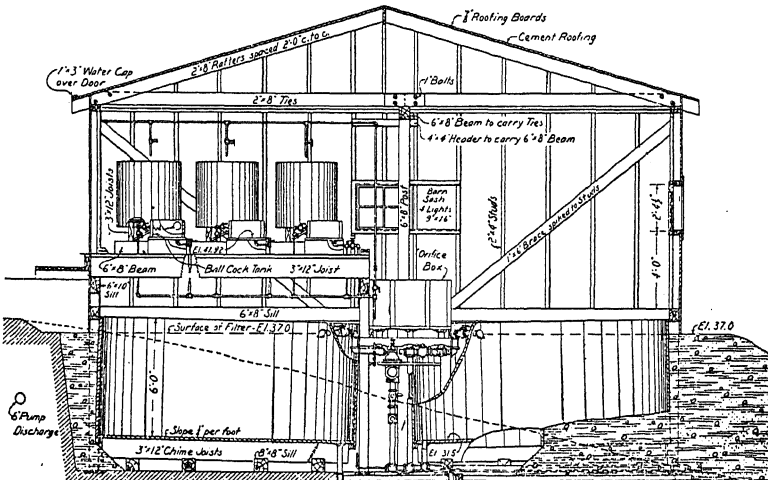 7/8" Roofing Boards
Cement Roofing
2"x8" Rafters spaced 2'-0" c. to c.
1"x3" Water Cap
over Door
1" Bolts
2"x8" Ties
6"x8" Beam to carry Ties
4"x4" Header to carry 6"x8" Beam
3"x12" Joists
6"x8" Post
Barn
Sash
4 Lights
9"x16"
2"x4" Studs
1"x6" Brace spiked to Studs
2'-4½"
4'-0"
El. 41.92
Orifice
Box
6"x8" Beam
Ball Cock Tank
3"x12" Joist
6"x10"
Sill
6"x8" Sill
Surface of Filter-El. 37.0
El. 37.0
6'-0"
6" Pump
Discharge
Slope ¼" per foot
3"x12" Chime Joists
8"x8" Sill
El. 31.5